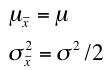 μ_x̄ = μ
σ²_x̄ = σ²/2